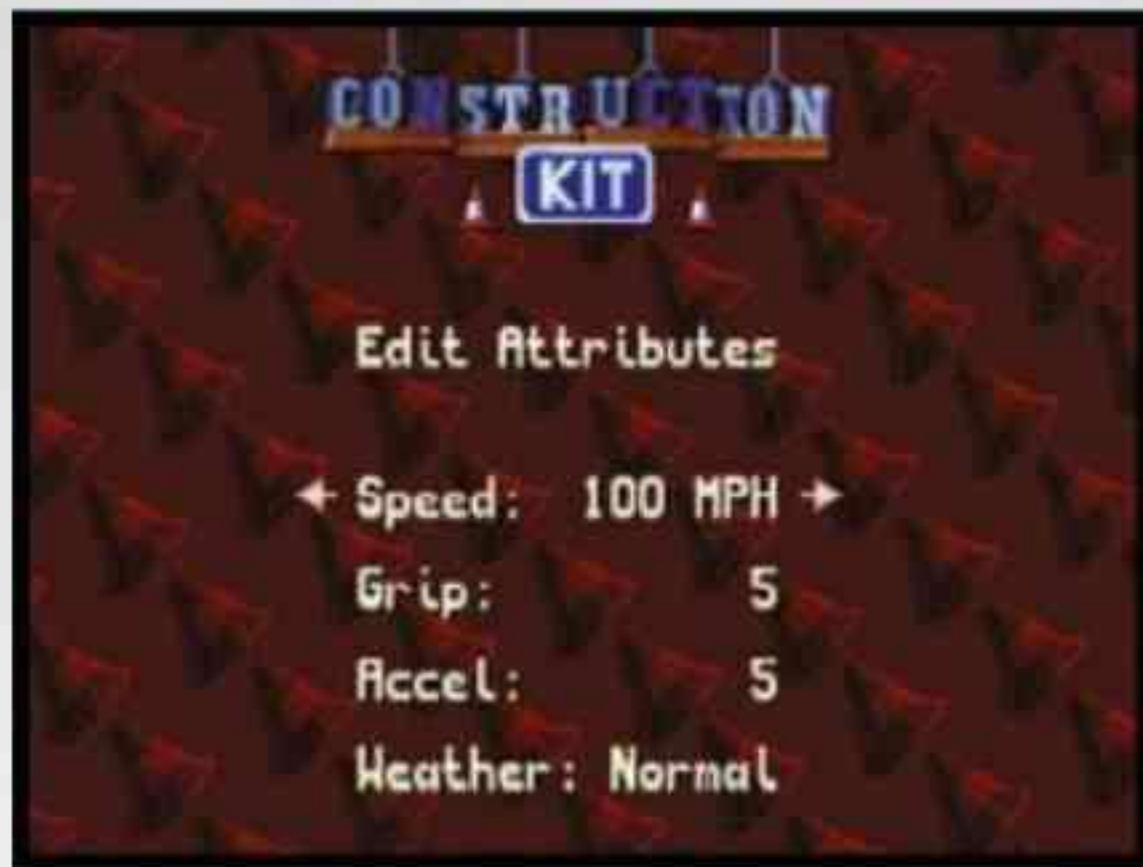 CONSTRUCTION
KIT
Edit Attributes
Speed: 100 MPH
Grip: 5
Accel: 5
Weather: Normal